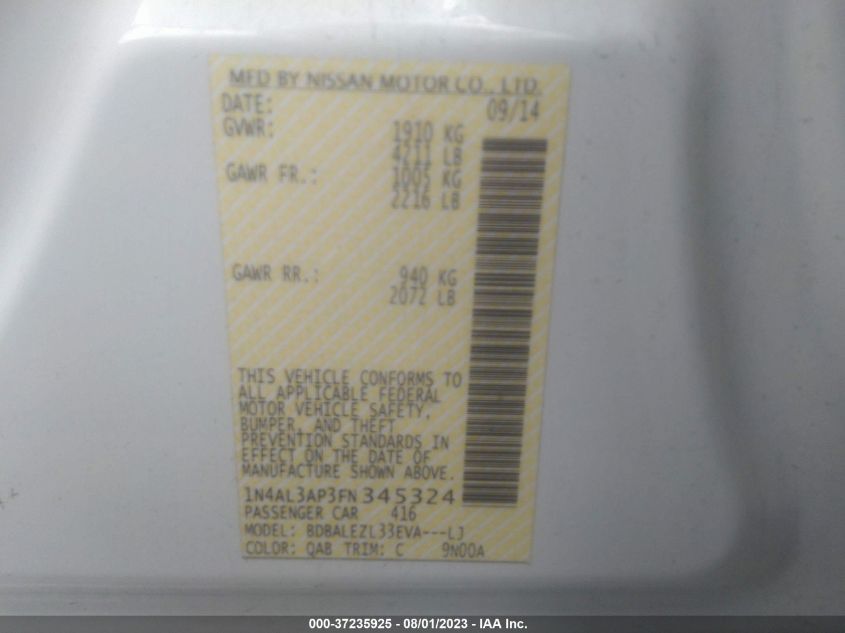 MFD BY NISSAN MOTOR CO., LTD.
DATE: 09/14
GVWR: 1910 KG
4211 LB
GAWR FR.: 1005 KG
2216 LB
GAWR RR.: 940 KG
2072 LB
THIS VEHICLE CONFORMS TO
ALL APPLICABLE FEDERAL
MOTOR VEHICLE SAFETY,
BUMPER, AND THEFT
PREVENTION STANDARDS IN
EFFECT ON THE DATE OF
MANUFACTURE SHOWN ABOVE.
1N4AL3AP3FN345324
PASSENGER CAR 416
MODEL: BDBALEZL33EVA---LJ
COLOR: QAB TRIM: C 9N00A
000-37235925 - 08/01/2023 - IAA Inc.